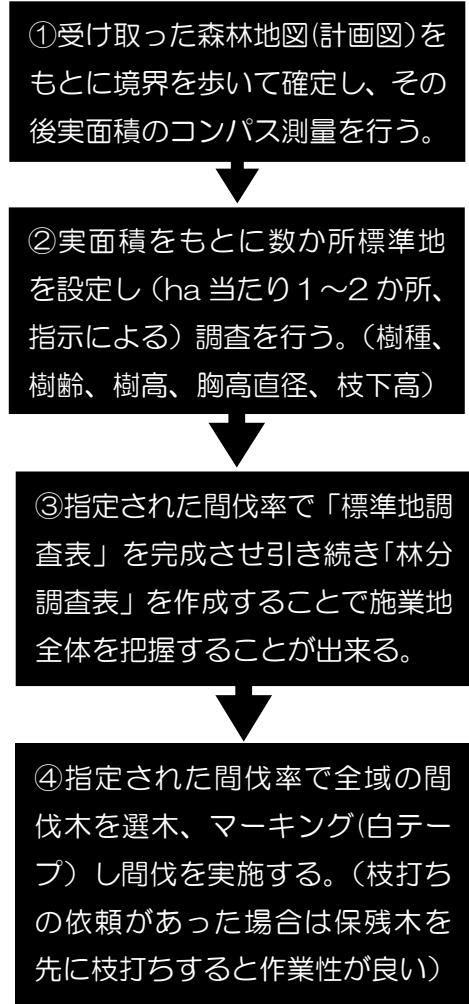 ①受け取った森林地図(計画図)を
もとに境界を歩いて確定し、その
後実面積のコンパス測量を行う。
②実面積をもとに数か所標準地
を設定し（ha 当たり１～2 か所、
指示による）調査を行う。（樹種、
樹齢、樹高、胸高直径、枝下高）
③指定された間伐率で「標準地調
査表」を完成させ引き続き「林分
調査表」を作成することで施業地
全体を把握することが出来る。
④指定された間伐率で全域の間
伐木を選木、マーキング(白テー
プ）し間伐を実施する。（枝打ち
の依頼があった場合は保残木を
先に枝打ちすると作業性が良い）